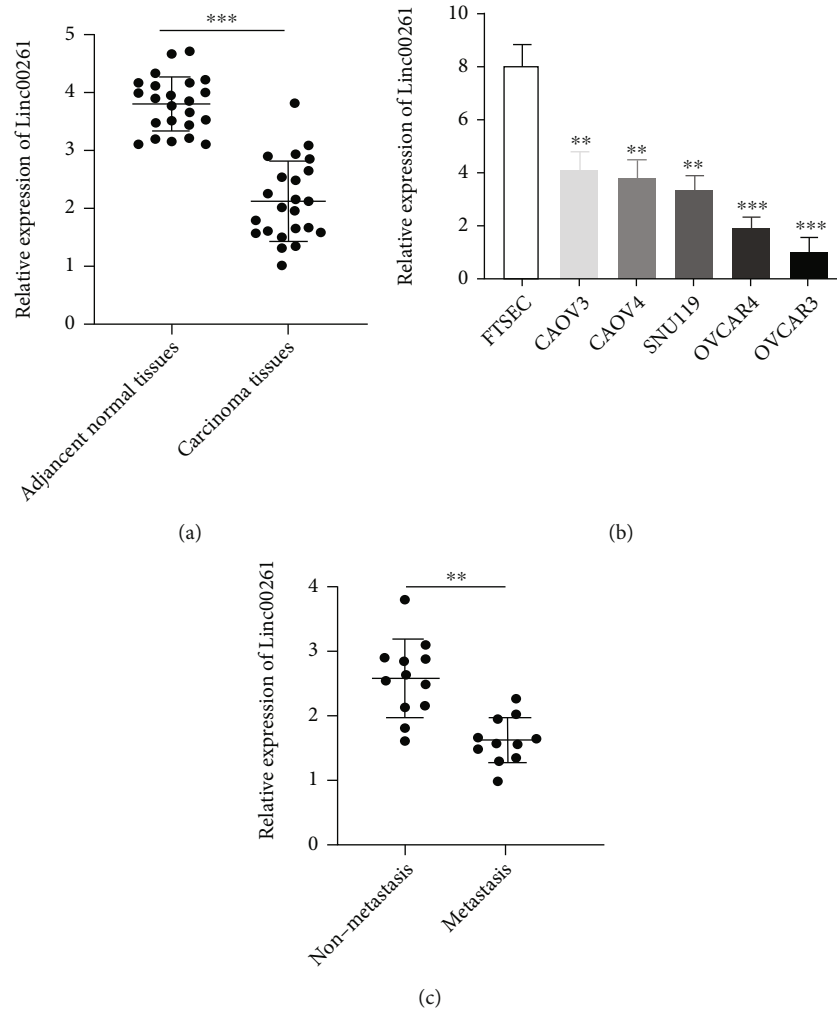 Relative expression of Linc00261
5
4
3
2
1
0
***
Adjancent normal tissues
Carcinoma tissues
(a)
Relative expression of Linc00261
10
8
6
4
2
0
**
**
**
***
***
FTSEC
CAOV3
CAOV4
SNU119
OVCAR4
OVCAR3
(b)
Relative expression of Linc00261
4
3
2
1
0
**
Non–metastasis
Metastasis
(c)